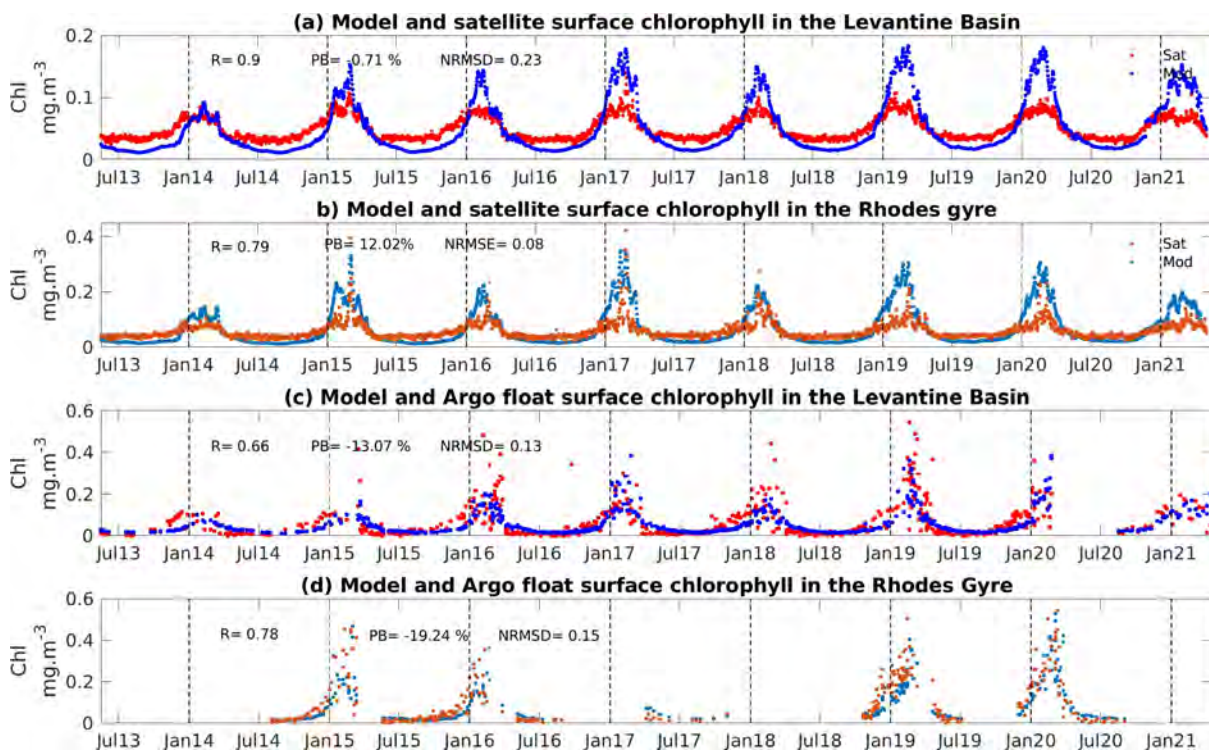 (a) Model and satellite surface chlorophyll in the Levantine Basin
Chl
mg.m-3
0.2
0.1
0
R= 0.9 PB= -0.71 % NRMSD= 0.23
Sat
Mod
Jul13 Jan14 Jul14 Jan15 Jul15 Jan16 Jul16 Jan17 Jul17 Jan18 Jul18 Jan19 Jul19 Jan20 Jul20 Jan21
b) Model and satellite surface chlorophyll in the Rhodes gyre
Chl
mg.m-3
0.4
0.2
0
R= 0.79 PB= 12.02% NRMSE= 0.08
Sat
Mod
Jul13 Jan14 Jul14 Jan15 Jul15 Jan16 Jul16 Jan17 Jul17 Jan18 Jul18 Jan19 Jul19 Jan20 Jul20 Jan21
(c) Model and Argo float surface chlorophyll in the Levantine Basin
Chl
mg.m-3
0.6
0.4
0.2
0
R= 0.66 PB= -13.07 % NRMSD= 0.13
Jul13 Jan14 Jul14 Jan15 Jul15 Jan16 Jul16 Jan17 Jul17 Jan18 Jul18 Jan19 Jul19 Jan20 Jul20 Jan21
(d) Model and Argo float surface chlorophyll in the Rhodes Gyre
Chl
mg.m-3
0.6
0.4
0.2
0
R= 0.78 PB= -19.24 % NRMSD= 0.15
Jul13 Jan14 Jul14 Jan15 Jul15 Jan16 Jul16 Jan17 Jul17 Jan18 Jul18 Jan19 Jul19 Jan20 Jul20 Jan21